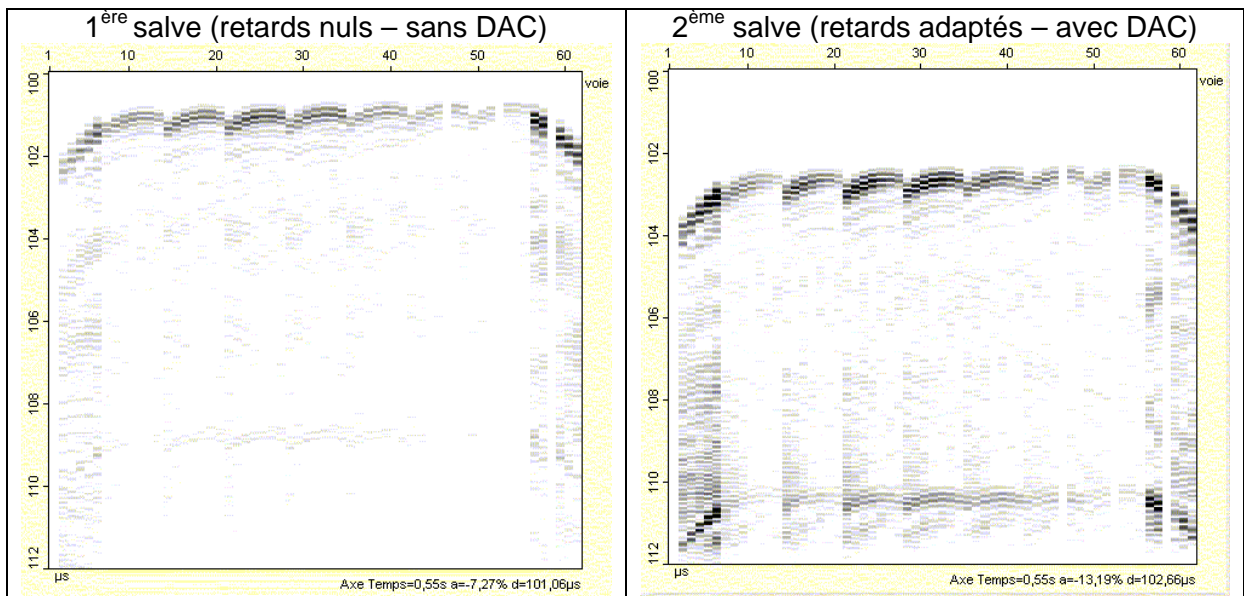 1ère salve (retards nuls – sans DAC)
1 10 20 30 40 50 60
voie
100
102
104
106
108
110
112
µs
Axe Temps=0,55s a=-7,27% d=101,06µs
2ème salve (retards adaptés – avec DAC)
1 10 20 30 40 50 60
voie
100
102
104
106
108
110
112
µs
Axe Temps=0,55s a=-13,19% d=102,66µs